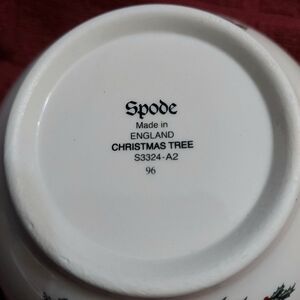 Spode
Made in
ENGLAND
CHRISTMAS TREE
S3324-A2
96